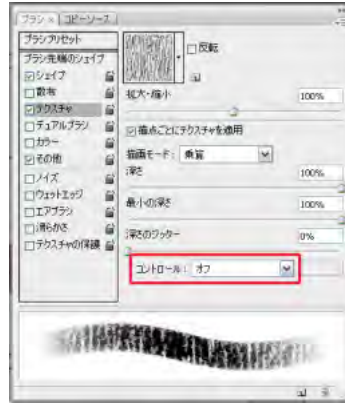 ブラシ × コピーソース
ブラシプリセット
ブラシ先端のシェイプ
シェイプ
散布
テクスチャ
デュアルブラシ
カラー
その他
ノイズ
ウェットエッジ
エアブラシ
滑らかさ
テクスチャの保護
反転
拡大・縮小
100%
描点ごとにテクスチャを適用
描画モード: 乗算
深さ
100%
最小の深さ
100%
深さのジッター
0%
コントロール: オフ